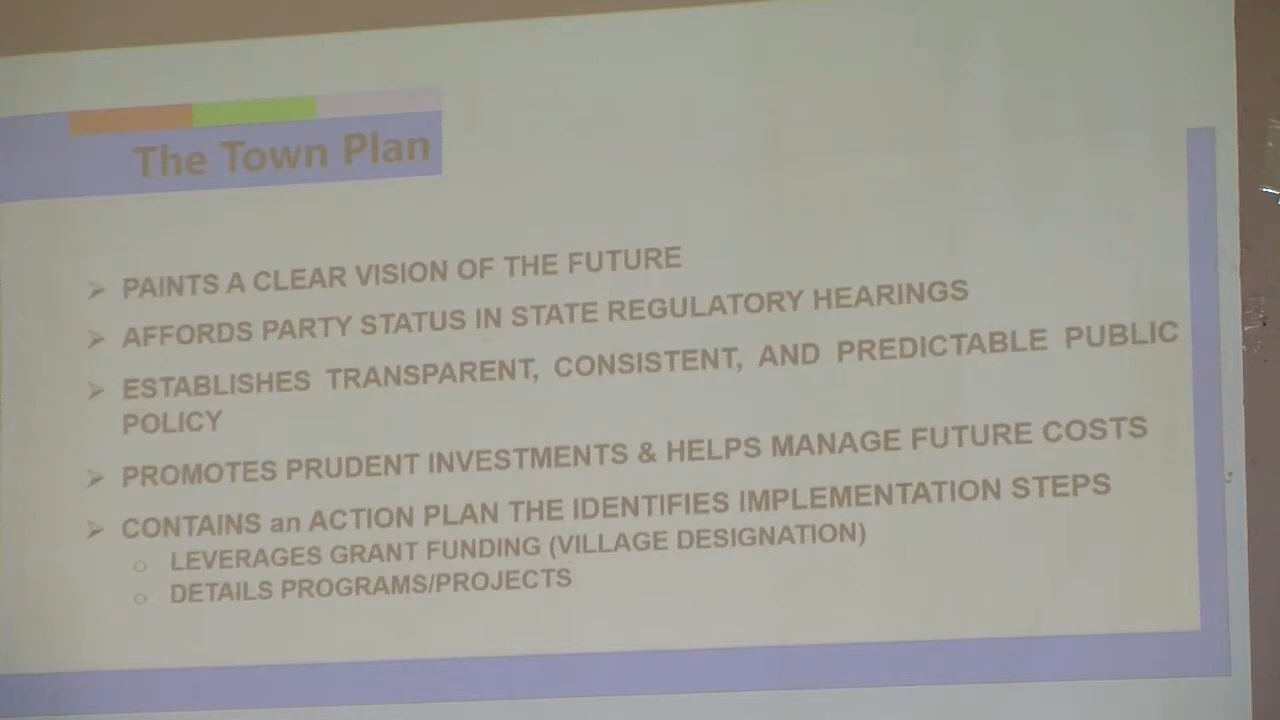 The Town Plan
PAINTS A CLEAR VISION OF THE FUTURE
AFFORDS PARTY STATUS IN STATE REGULATORY HEARINGS
ESTABLISHES TRANSPARENT, CONSISTENT, AND PREDICTABLE PUBLIC
POLICY
PROMOTES PRUDENT INVESTMENTS & HELPS MANAGE FUTURE COSTS
CONTAINS an ACTION PLAN THE IDENTIFIES IMPLEMENTATION STEPS
LEVERAGES GRANT FUNDING (VILLAGE DESIGNATION)
DETAILS PROGRAMS/PROJECTS